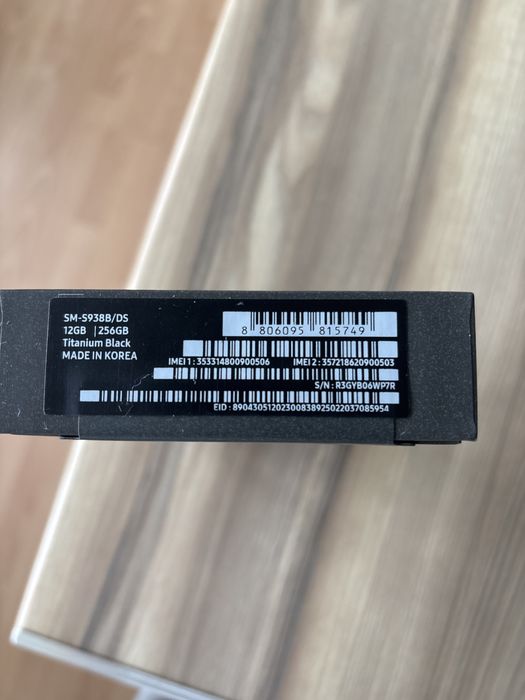 SM-S938B/DS
12GB | 256GB
Titanium Black
MADE IN KOREA
8 806095 815749
IMEI 1 : 353314800900506 IMEI 2 : 357218620900503
S/N : R3GYB06WP7R
EID : 89043051202300838925022037085954